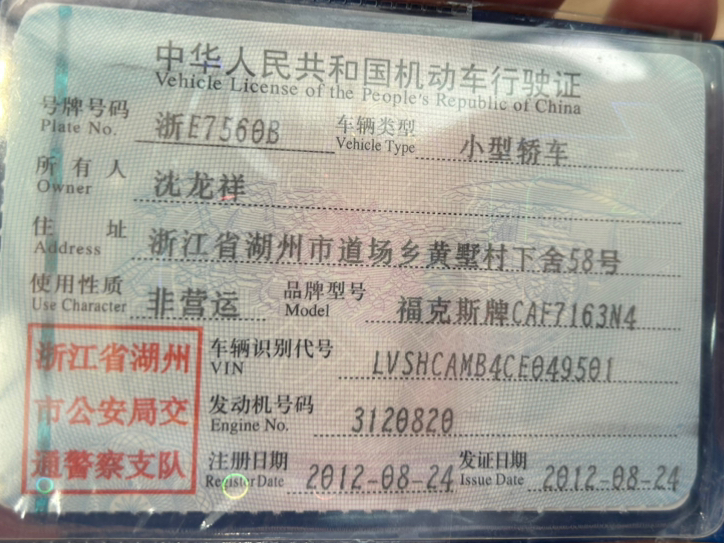 中华人民共和国机动车行驶证
Vehicle License of the People's Republic of China
号牌号码 浙E7560B 车辆类型 小型轿车
Plate No. Vehicle Type
所有人 沈龙祥
Owner
住址 浙江省湖州市道场乡黄墅村下舍58号
Address
使用性质 非营运 品牌型号 福克斯牌CAF7163N4
Use Character Model
浙江省湖州
市公安局交
通警察支队
车辆识别代号 LVSHCAMB4CE049501
VIN
发动机号码 3120820
Engine No.
注册日期 2012-08-24 发证日期 2012-08-24
Register Date Issue Date